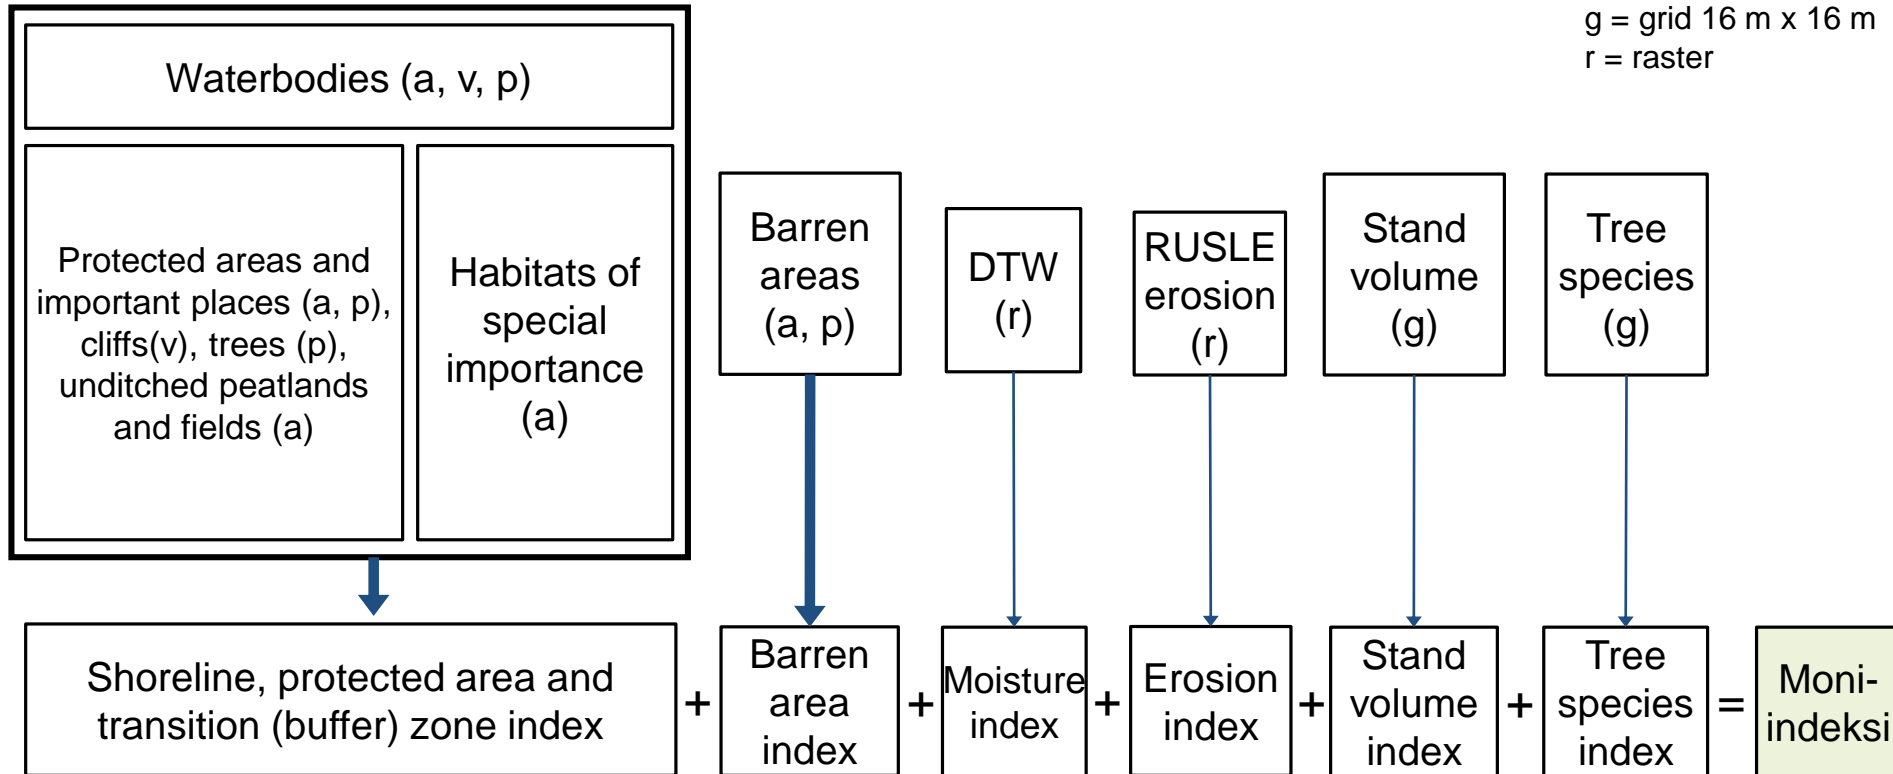 g = grid 16 m x 16 m
r = raster
Waterbodies (a, v, p)
Protected areas and
important places (a, p),
cliffs(v), trees (p),
unditched peatlands
and fields (a)
Habitats of
special
importance
(a)
Barren
areas
(a, p)
DTW
(r)
RUSLE
erosion
(r)
Stand
volume
(g)
Tree
species
(g)
Shoreline, protected area and
transition (buffer) zone index
+
Barren
area
index
+
Moisture
index
+
Erosion
index
+
Stand
volume
index
+
Tree
species
index
=
Moni-
indeksi